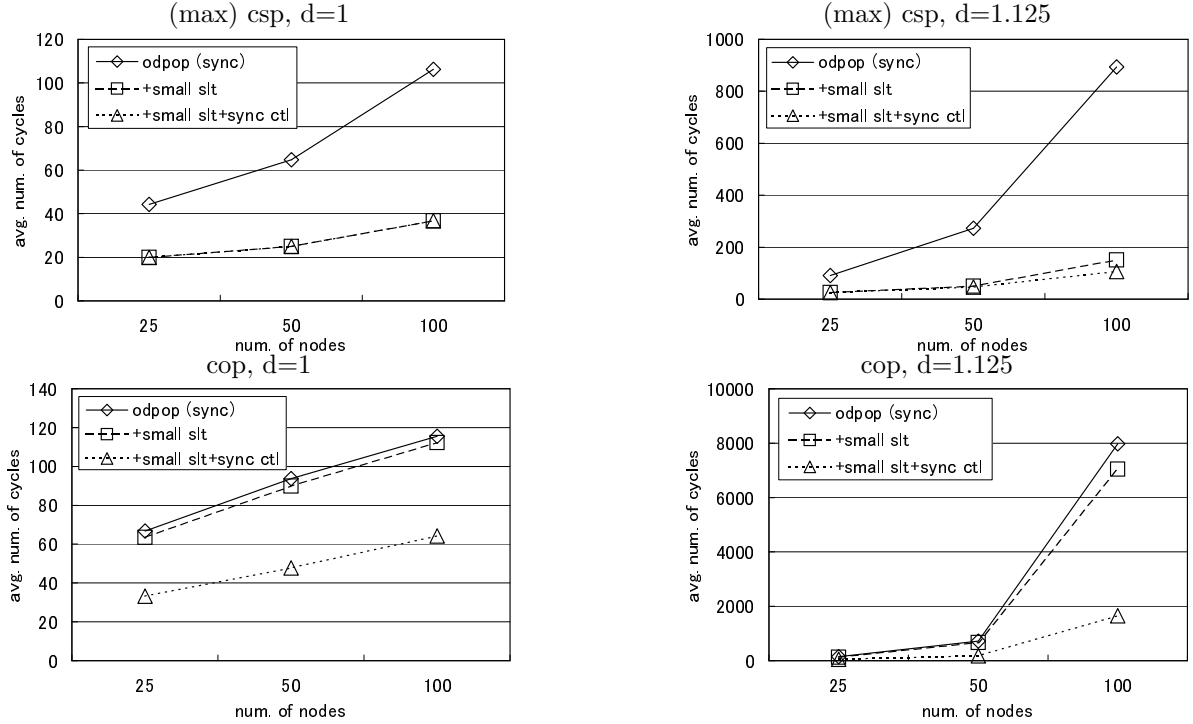 (max) csp, d=1
120
100
80
60
40
20
0
avg. num. of cycles
odpop (sync)
+small slt
+small slt+sync ctl
25 50 100
num. of nodes
(max) csp, d=1.125
1000
800
600
400
200
0
avg. num. of cycles
odpop (sync)
+small slt
+small slt+sync ctl
25 50 100
num. of nodes
cop, d=1
140
120
100
80
60
40
20
0
avg. num. of cycles
odpop (sync)
+small slt
+small slt+sync ctl
25 50 100
num. of nodes
cop, d=1.125
10000
8000
6000
4000
2000
0
avg. num. of cycles
odpop (sync)
+small slt
+small slt+sync ctl
25 50 100
num. of nodes